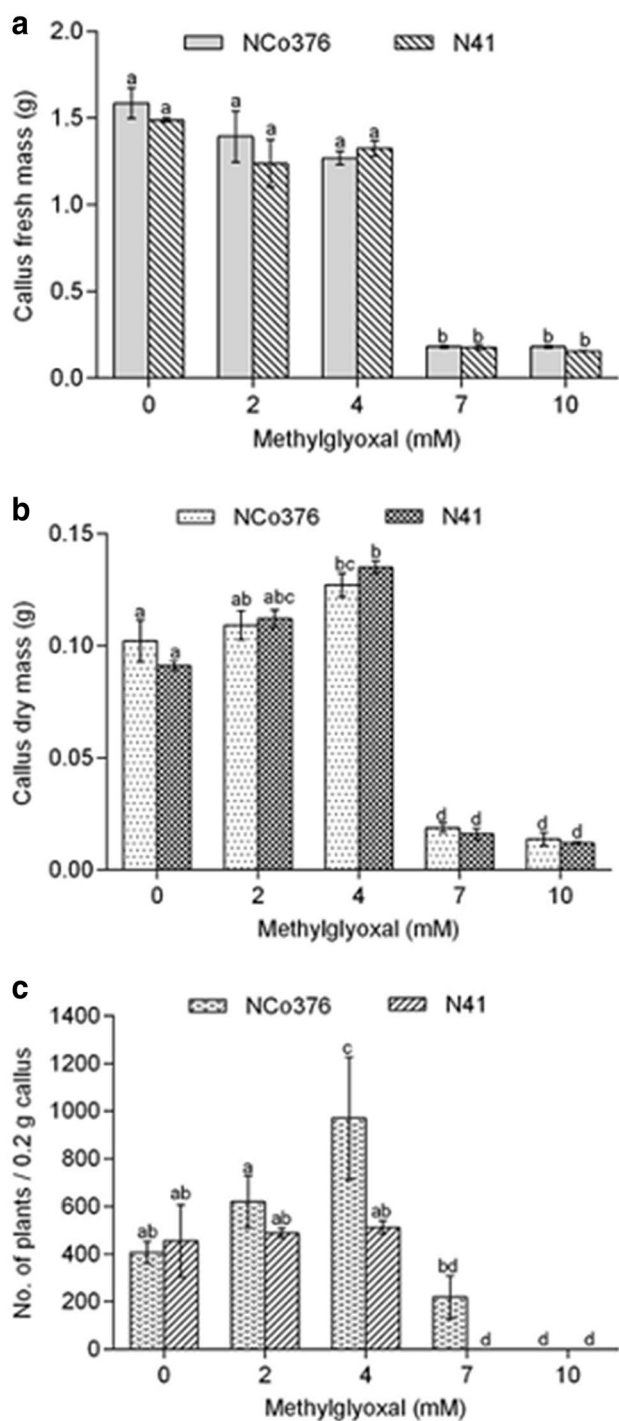 a
NCo376 N41
2.0
1.5
1.0
0.5
0.0
Callus fresh mass (g)
a a a a a a b b b b
0 2 4 7 10
Methylglyoxal (mM)
b
NCo376 N41
0.15
0.10
0.05
0.00
Callus dry mass (g)
a a ab abc bc b d d d d
0 2 4 7 10
Methylglyoxal (mM)
c
NCo376 N41
1400
1200
1000
800
600
400
200
0
No. of plants / 0.2 g callus
ab ab a ab c ab bd d d d
0 2 4 7 10
Methylglyoxal (mM)